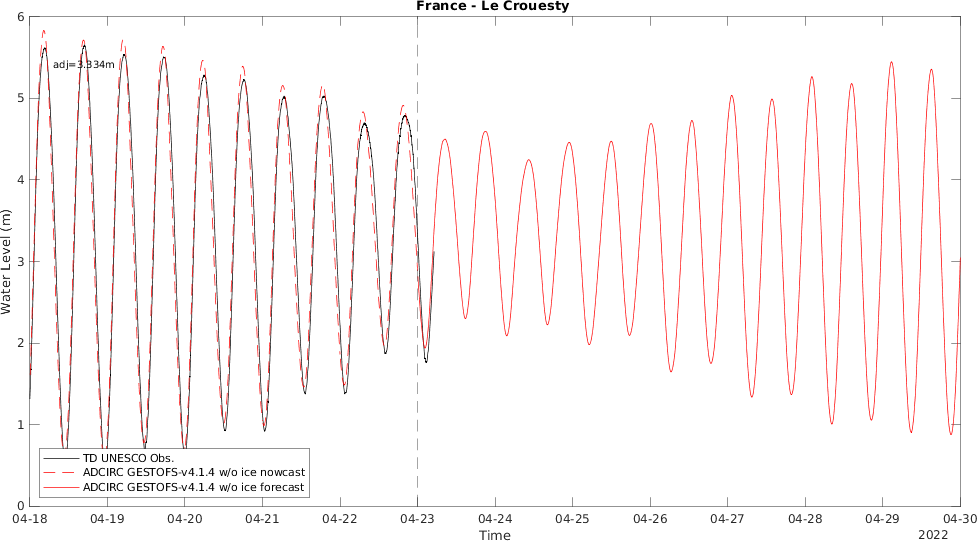 France - Le Crouesty
6
5
4
3
2
1
0
Water Level (m)
adj=3.334m
TD UNESCO Obs.
ADCIRC GESTOFS-v4.1.4 w/o ice nowcast
ADCIRC GESTOFS-v4.1.4 w/o ice forecast
04-18 04-19 04-20 04-21 04-22 04-23 04-24 04-25 04-26 04-27 04-28 04-29 04-30
Time
2022